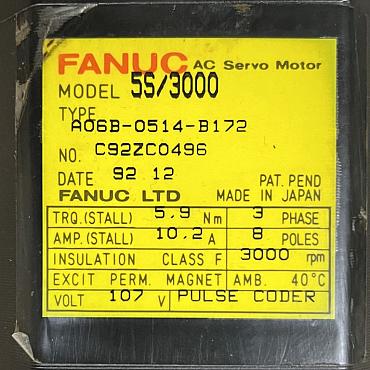 FANUC AC Servo Motor
MODEL 5S/3000
TYPE
A06B-0514-B172
NO. C92ZC0496
DATE 92 12 PAT. PEND
FANUC LTD MADE IN JAPAN
TRQ.(STALL) 5,9 Nm 3 PHASE
AMP.(STALL) 10,2 A 8 POLES
INSULATION CLASS F 3000 rpm
EXCIT PERM. MAGNET AMB. 40°C
VOLT 107 V PULSE CODER